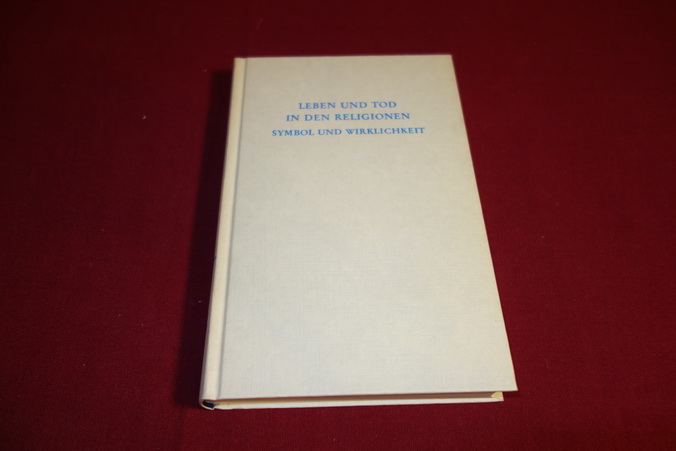 LEBEN UND TOD
IN DEN RELIGIONEN
SYMBOL UND WIRKLICHKEIT